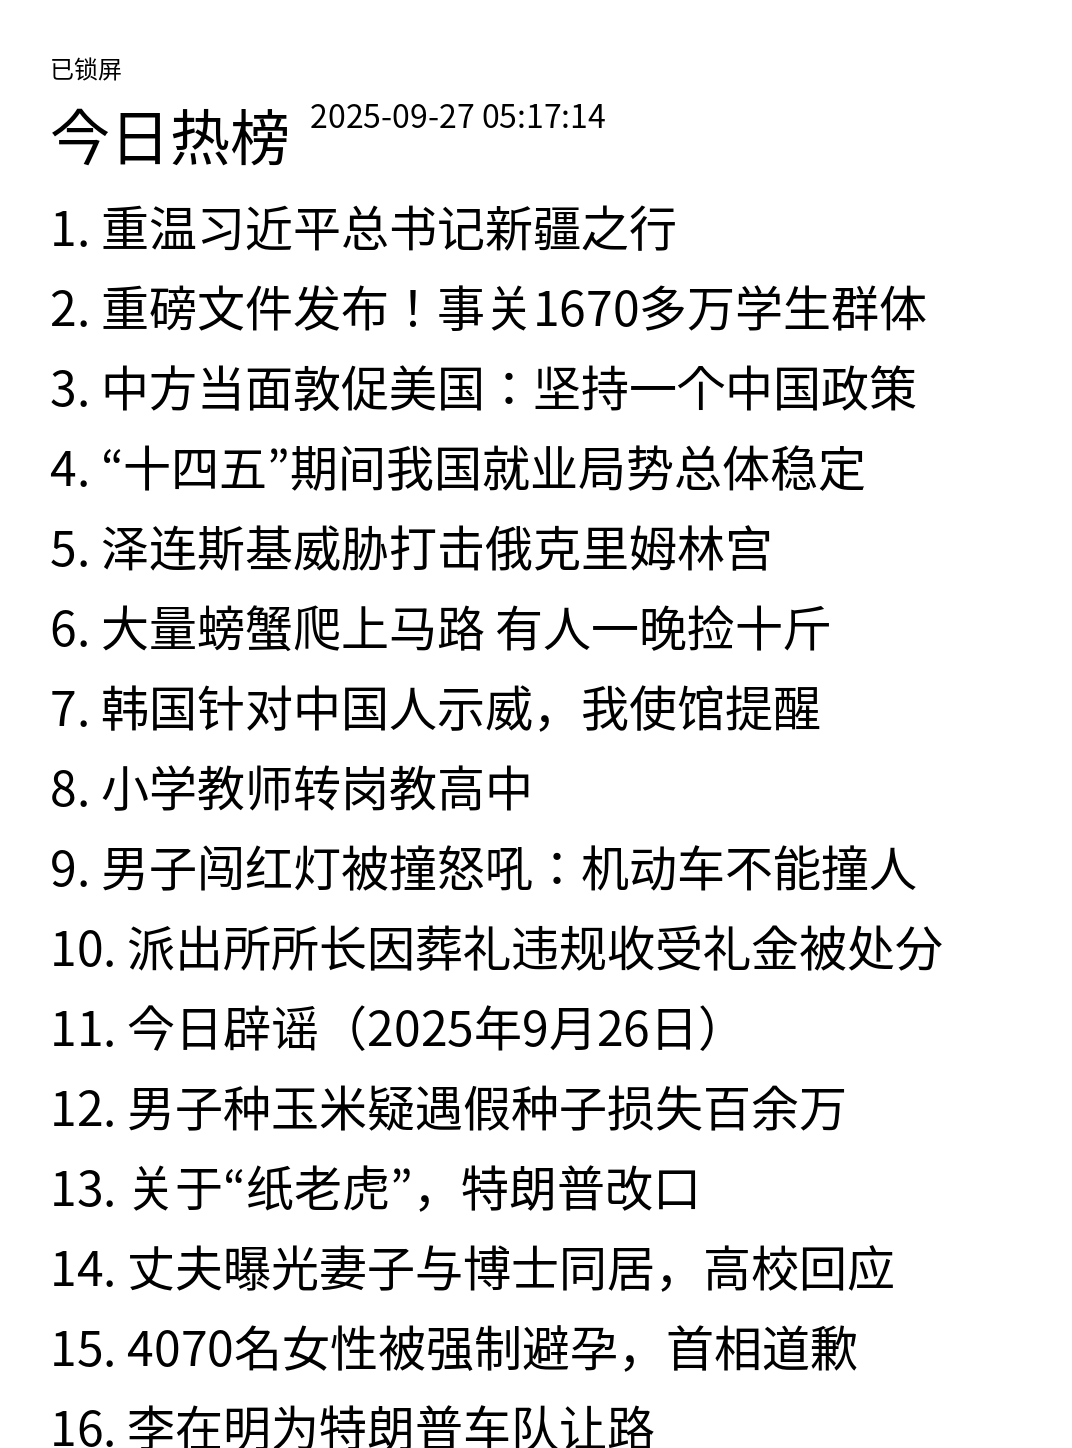 已锁屏
今日热榜 2025-09-27 05:17:14
1. 重温习近平总书记新疆之行
2. 重磅文件发布！事关1670多万学生群体
3. 中方当面敦促美国：坚持一个中国政策
4. “十四五”期间我国就业局势总体稳定
5. 泽连斯基威胁打击俄克里姆林宫
6. 大量螃蟹爬上马路 有人一晚捡十斤
7. 韩国针对中国人示威，我使馆提醒
8. 小学教师转岗教高中
9. 男子闯红灯被撞怒吼：机动车不能撞人
10. 派出所所长因葬礼违规收受礼金被处分
11. 今日辟谣（2025年9月26日）
12. 男子种玉米疑遇假种子损失百余万
13. 关于“纸老虎”，特朗普改口
14. 丈夫曝光妻子与博士同居，高校回应
15. 4070名女性被强制避孕，首相道歉
16. 李在明为特朗普车队让路